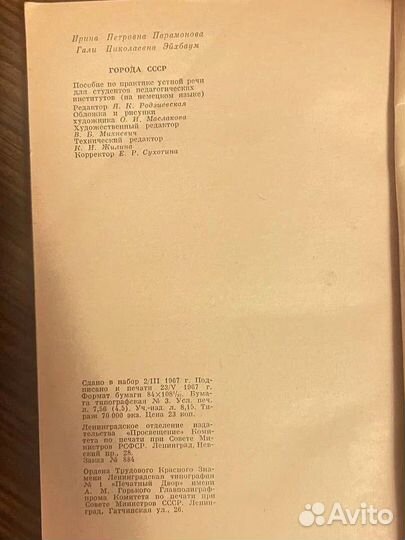 Ирина Петровна Парамонова
Гали Николаевна Эйхбаум
ГОРОДА СССР
Пособие по практике устной речи
для студентов педагогических
институтов (на немецком языке)
Редактор Я. К. Родзиевская
Обложка и рисунки
художника О. И. Маслакова
Художественный редактор
В. Б. Михневич
Технический редактор
К. И. Жилина
Корректор Е. Р. Сухотина
Сдано в набор 2/III 1967 г. Под-
писано к печати 23/V 1967 г.
Формат бумаги 84×108¹/₃₂. Бума-
га типографская № 3. Усл. печ.
л. 7,56 (4,5). Уч.-изд. л. 8,15. Ти-
раж 70 000 экз. Цена 23 коп.
Ленинградское отделение изда-
тельства «Просвещение» Коми-
тета по печати при Совете Ми-
нистров РСФСР. Ленинград, Нев-
ский пр., 28.
Заказ № 884
Ордена Трудового Красного Зна-
мени Ленинградская типография
№ 1 «Печатный Двор» имени
А. М. Горького Главполиграф-
прома Комитета по печати при
Совете Министров СССР. Ленин-
град, Гатчинская ул., 26.
Avito